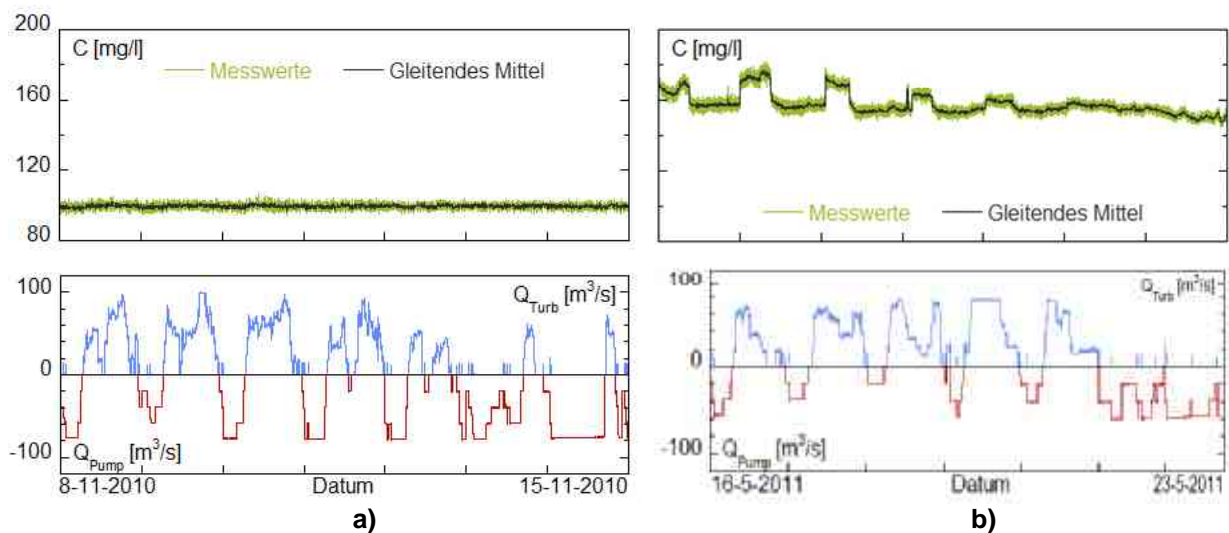 200
160
120
80
C [mg/l]
Messwerte
Gleitendes Mittel
100
0
-100
Q_Turb [m³/s]
Q_Pump [m³/s]
8-11-2010
Datum
15-11-2010
a)
C [mg/l]
Messwerte
Gleitendes Mittel
100
0
-100
Q_Turb [m³/s]
Q_Pump [m³/s]
16-5-2011
Datum
23-5-2011
b)